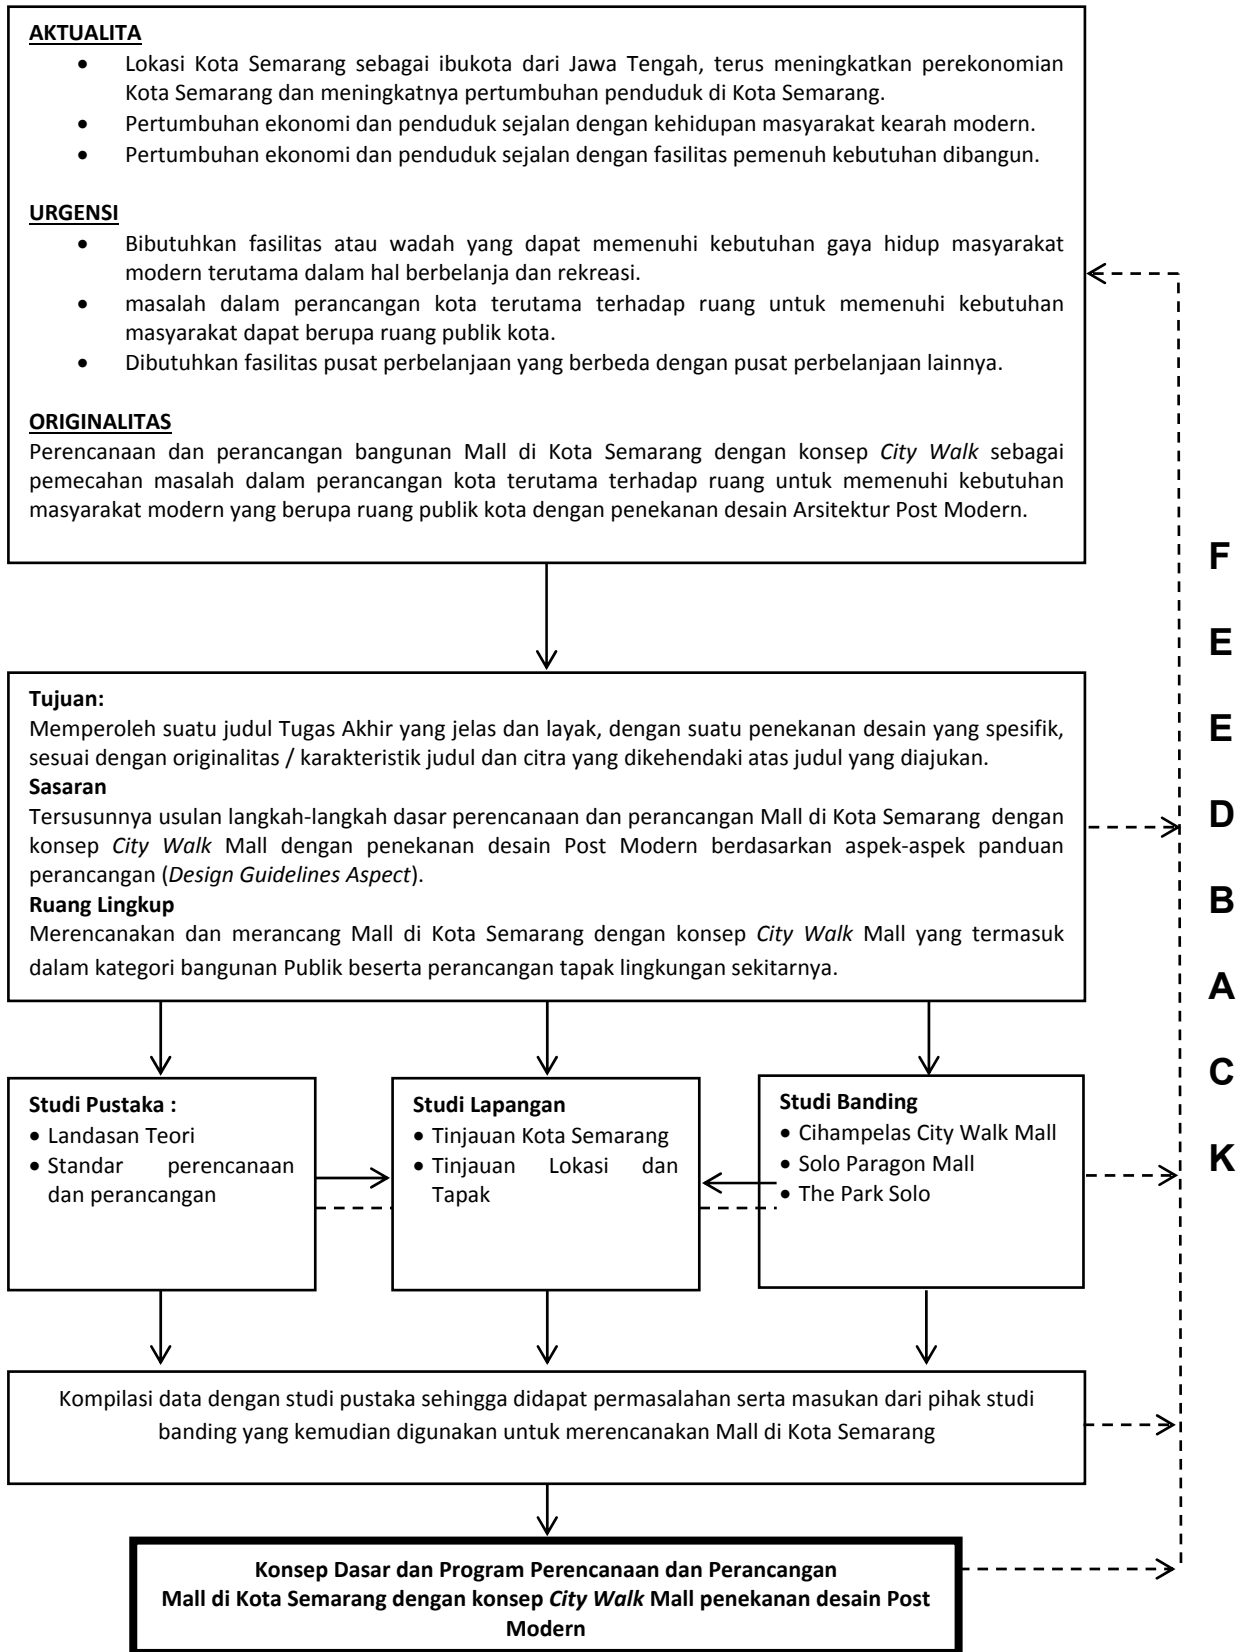 AKTUALITA
• Lokasi Kota Semarang sebagai ibukota dari Jawa Tengah, terus meningkatkan perekonomian
Kota Semarang dan meningkatnya pertumbuhan penduduk di Kota Semarang.
• Pertumbuhan ekonomi dan penduduk sejalan dengan kehidupan masyarakat kearah modern.
• Pertumbuhan ekonomi dan penduduk sejalan dengan fasilitas pemenuh kebutuhan dibangun.
URGENSI
• Bibutuhkan fasilitas atau wadah yang dapat memenuhi kebutuhan gaya hidup masyarakat
modern terutama dalam hal berbelanja dan rekreasi.
• masalah dalam perancangan kota terutama terhadap ruang untuk memenuhi kebutuhan
masyarakat dapat berupa ruang publik kota.
• Dibutuhkan fasilitas pusat perbelanjaan yang berbeda dengan pusat perbelanjaan lainnya.
ORIGINALITAS
Perencanaan dan perancangan bangunan Mall di Kota Semarang dengan konsep City Walk sebagai
pemecahan masalah dalam perancangan kota terutama terhadap ruang untuk memenuhi kebutuhan
masyarakat modern yang berupa ruang publik kota dengan penekanan desain Arsitektur Post Modern.
Tujuan:
Memperoleh suatu judul Tugas Akhir yang jelas dan layak, dengan suatu penekanan desain yang spesifik,
sesuai dengan originalitas / karakteristik judul dan citra yang dikehendaki atas judul yang diajukan.
Sasaran
Tersusunnya usulan langkah-langkah dasar perencanaan dan perancangan Mall di Kota Semarang dengan
konsep City Walk Mall dengan penekanan desain Post Modern berdasarkan aspek-aspek panduan
perancangan (Design Guidelines Aspect).
Ruang Lingkup
Merencanakan dan merancang Mall di Kota Semarang dengan konsep City Walk Mall yang termasuk
dalam kategori bangunan Publik beserta perancangan tapak lingkungan sekitarnya.
Studi Pustaka :
• Landasan Teori
• Standar perencanaan
dan perancangan
Studi Lapangan
• Tinjauan Kota Semarang
• Tinjauan Lokasi dan
Tapak
Studi Banding
• Cihampelas City Walk Mall
• Solo Paragon Mall
• The Park Solo
Kompilasi data dengan studi pustaka sehingga didapat permasalahan serta masukan dari pihak studi
banding yang kemudian digunakan untuk merencanakan Mall di Kota Semarang
Konsep Dasar dan Program Perencanaan dan Perancangan
Mall di Kota Semarang dengan konsep City Walk Mall penekanan desain Post
Modern
F
E
E
D
B
A
C
K